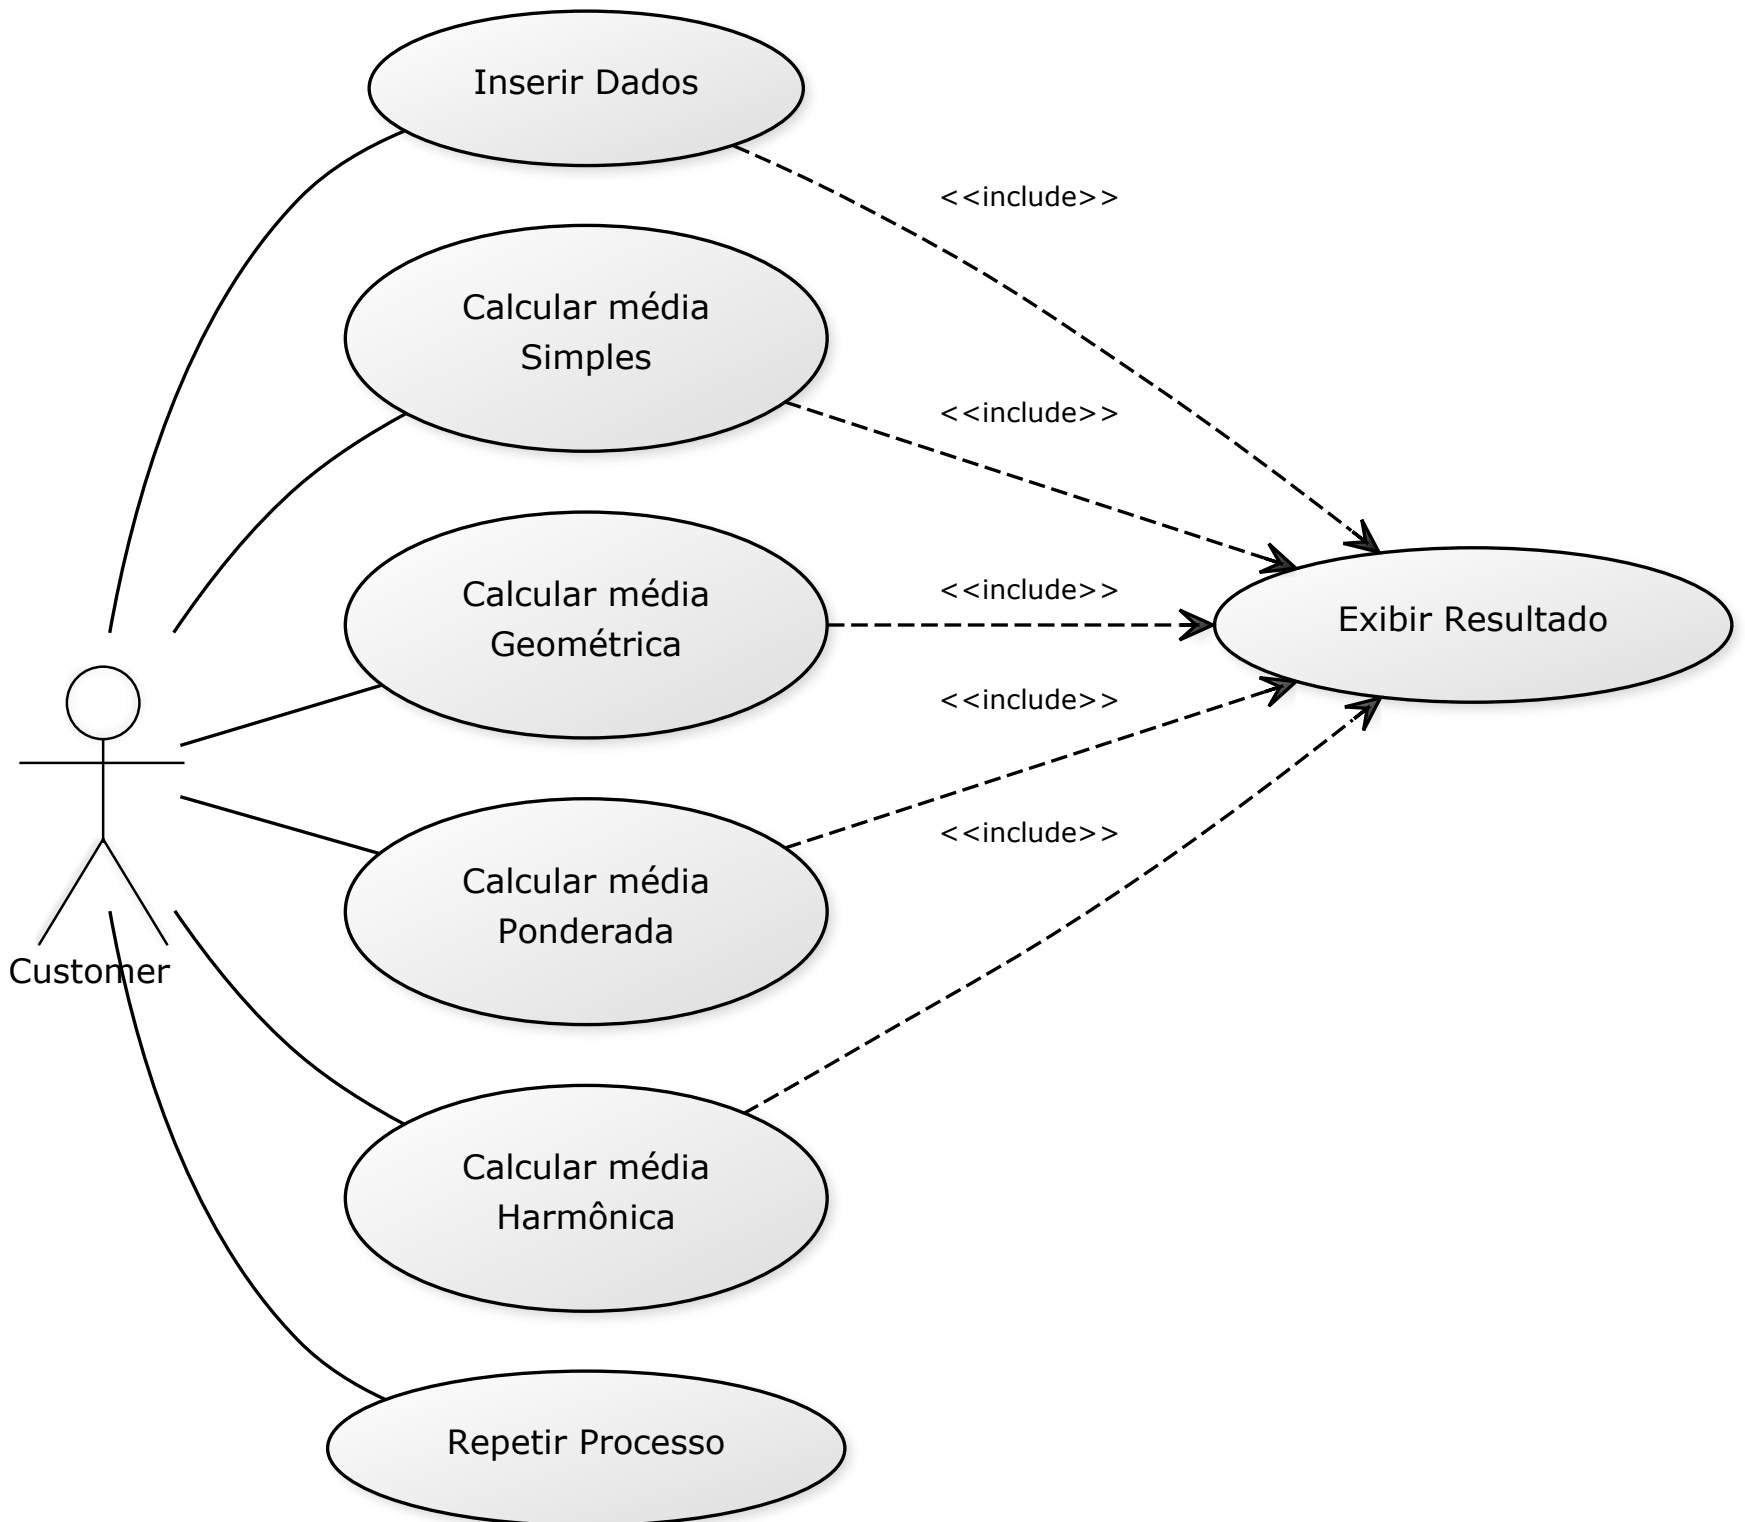 Inserir Dados
<<include>>
Calcular média
Simples
<<include>>
Calcular média
Geométrica
<<include>>
Exibir Resultado
<<include>>
Calcular média
Ponderada
<<include>>
Customer
Calcular média
Harmônica
Repetir Processo